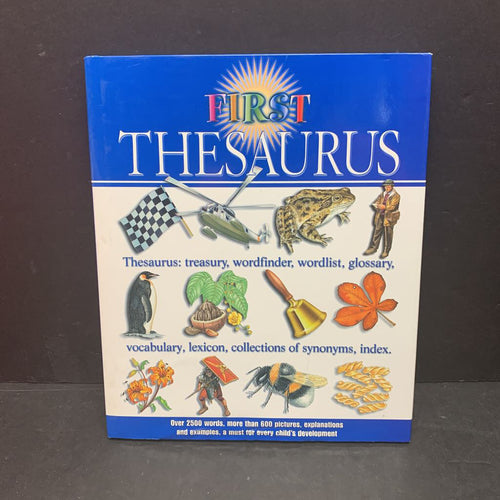 FIRST
THESAURUS
Thesaurus: treasury, wordfinder, wordlist, glossary,
vocabulary, lexicon, collections of synonyms, index.
Over 2500 words, more than 600 pictures, explanations
and examples, a must for every child's development